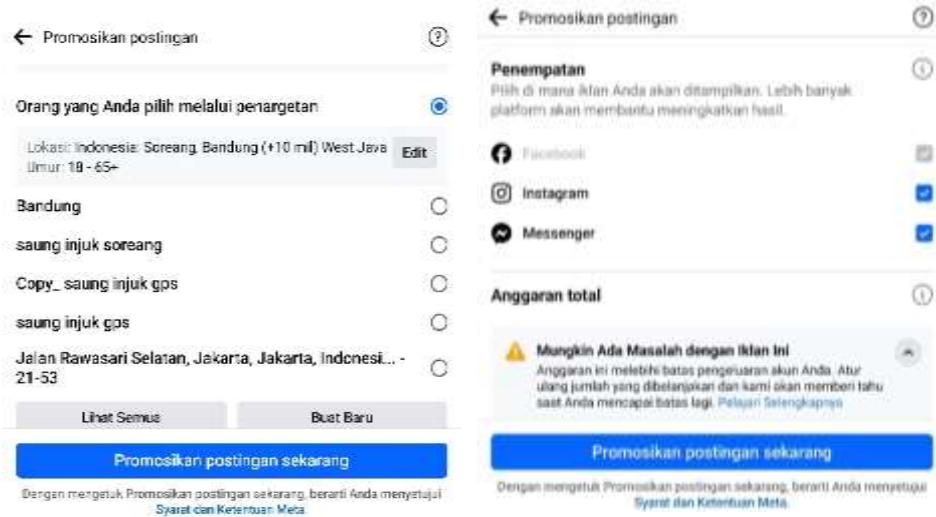 Promosikan postingan
Orang yang Anda pilih melalui penargetan
Lokasi: Indonesia: Soreang, Bandung (+10 mil) West Java
Umur: 18 - 65+
Edit
Bandung
saung injuk soreang
Copy_ saung injuk gps
saung injuk gps
Jalan Rawasari Selatan, Jakarta, Jakarta, Indonesi... -
21-53
Lihat Semua
Buat Baru
Promosikan postingan sekarang
Dengan mengetuk Promosikan postingan sekarang, berarti Anda menyetujui
Syarat dan Ketentuan Meta.
Promosikan postingan
Penempatan
Pilih di mana iklan Anda akan ditampilkan. Lebih banyak
platform akan membantu meningkatkan hasil.
Facebook
Instagram
Messenger
Anggaran total
Mungkin Ada Masalah dengan Iklan Ini
Anggaran ini melebihi batas pengeluaran akun Anda. Atur
ulang jumlah yang dibelanjakan dan kami akan memberi tahu
saat Anda mencapai batas lagi. Pelajari Selengkapnya
Promosikan postingan sekarang
Dengan mengetuk Promosikan postingan sekarang, berarti Anda menyetujui
Syarat dan Ketentuan Meta.